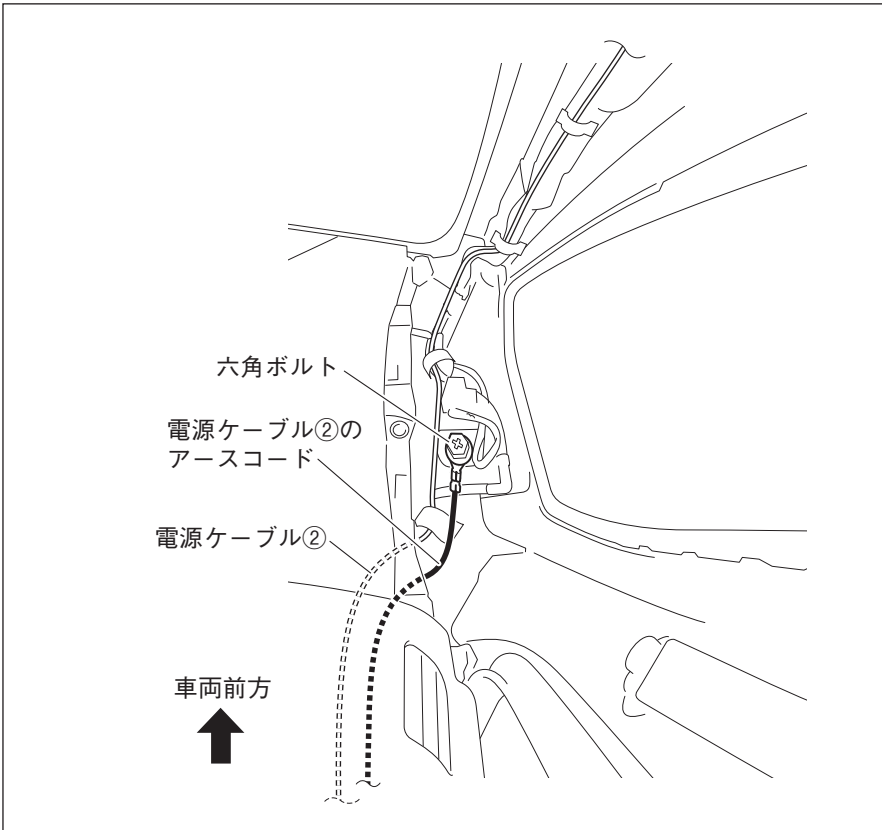 六角ボルト
電源ケーブル②の
アースコード
電源ケーブル②
車両前方